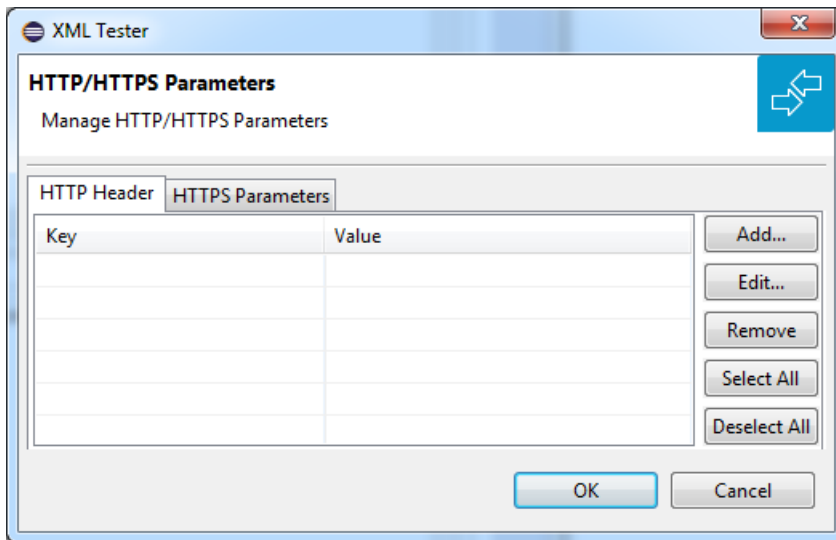 XML Tester
HTTP/HTTPS Parameters
Manage HTTP/HTTPS Parameters
HTTP Header HTTPS Parameters
Key Value
Add...
Edit...
Remove
Select All
Deselect All
OK Cancel